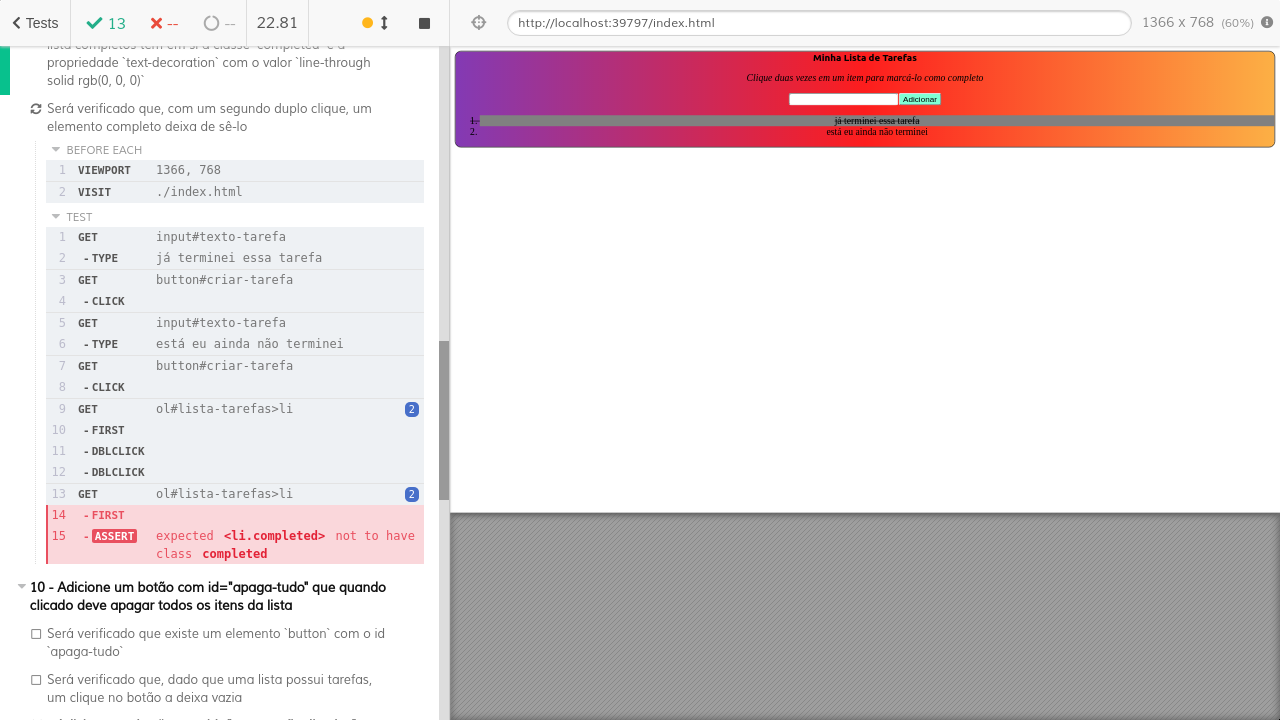 Tests
13
--
--
22.81
http://localhost:39797/index.html
1366 x 768 (60%)
lista completos tem em si a classe `completed` e a
propriedade `text-decoration` com o valor `line-through
solid rgb(0, 0, 0)`
Será verificado que, com um segundo duplo clique, um
elemento completo deixa de sê-lo
BEFORE EACH
1 VIEWPORT 1366, 768
2 VISIT ./index.html
TEST
1 GET input#texto-tarefa
2 -TYPE já terminei essa tarefa
3 GET button#criar-tarefa
4 -CLICK
5 GET input#texto-tarefa
6 -TYPE está eu ainda não terminei
7 GET button#criar-tarefa
8 -CLICK
9 GET ol#lista-tarefas>li 2
10 -FIRST
11 -DBLCLICK
12 -DBLCLICK
13 GET ol#lista-tarefas>li 2
14 -FIRST
15 -ASSERT expected <li.completed> not to have
class completed
10 - Adicione um botão com id="apaga-tudo" que quando
clicado deve apagar todos os itens da lista
Será verificado que existe um elemento `button` com o id
`apaga-tudo`
Será verificado que, dado que uma lista possui tarefas,
um clique no botão a deixa vazia
Minha Lista de Tarefas
Clique duas vezes em um item para marcá-lo como completo
Adicionar
1. já terminei essa tarefa
2. está eu ainda não terminei